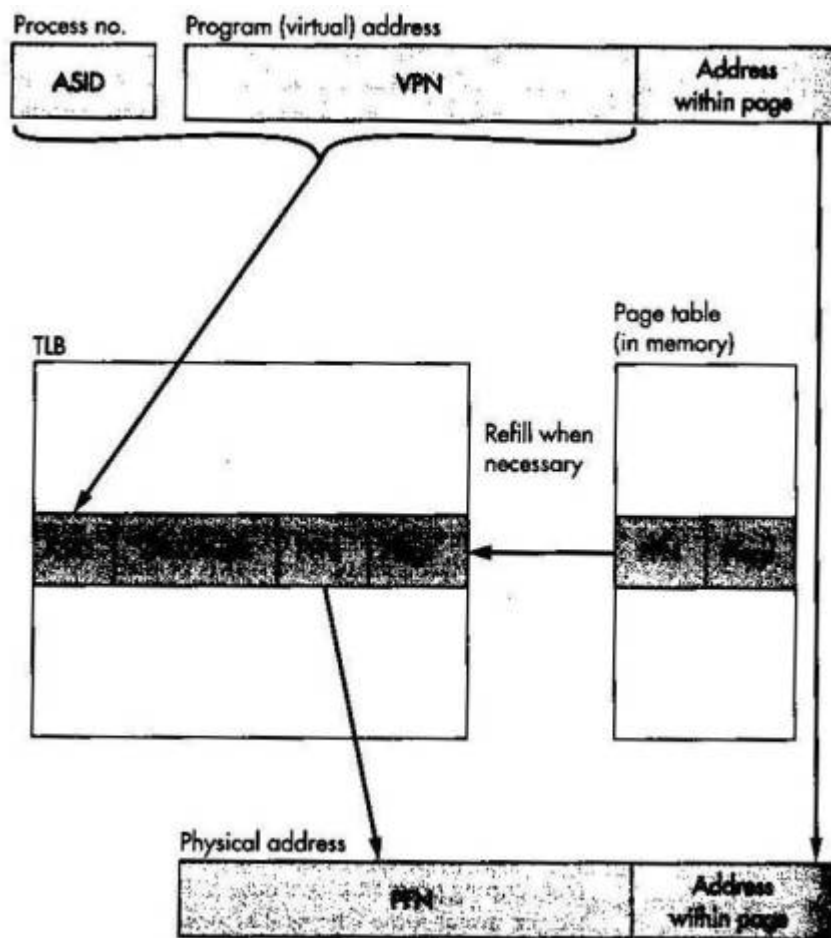 Process no.
Program (virtual) address
ASID
VPN
Address
within page
TLB
Page table
(in memory)
Refill when
necessary
Physical address
PFN
Address
within page